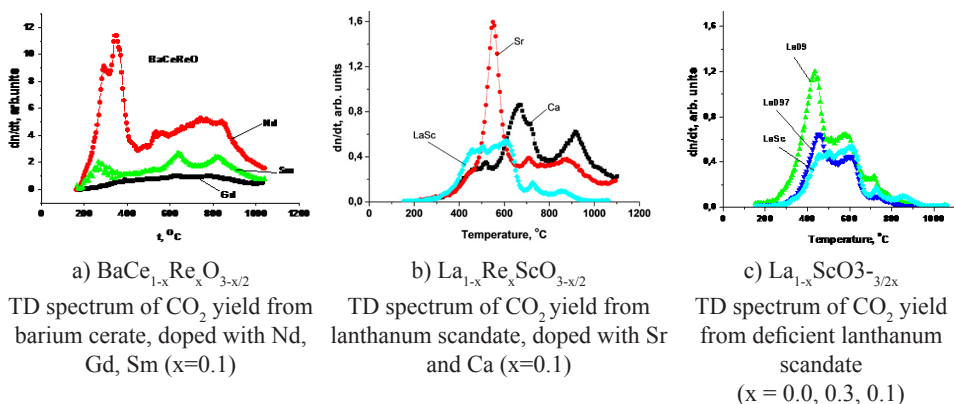 12
10
8
6
4
2
0
dn/dt, arb.units
BaCeReO
Nd
Sm
Gd
0 200 400 600 800 1000 1200
t, °C
1,6
1,2
0,8
0,4
0,0
dn/dt, arb. units
Sr
Ca
LaSc
0 200 400 600 800 1000 1200
Temperature, °C
1,6
1,2
0,8
0,4
0,0
dn/dt, arb. units
La09
La097
LaSc
0 200 400 600 800 1000
Temperature, °C
a) BaCe₁₋ₓReₓO₃₋ₓ/₂
TD spectrum of CO₂ yield from
barium cerate, doped with Nd,
Gd, Sm (x=0.1)
b) La₁₋ₓReₓScO₃₋ₓ/₂
TD spectrum of CO₂ yield from
lanthanum scandate, doped with Sr
and Ca (x=0.1)
c) La₁₋ₓScO3-₃/₂ₓ
TD spectrum of CO₂ yield
from deficient lanthanum
scandate
(x = 0.0, 0.3, 0.1)